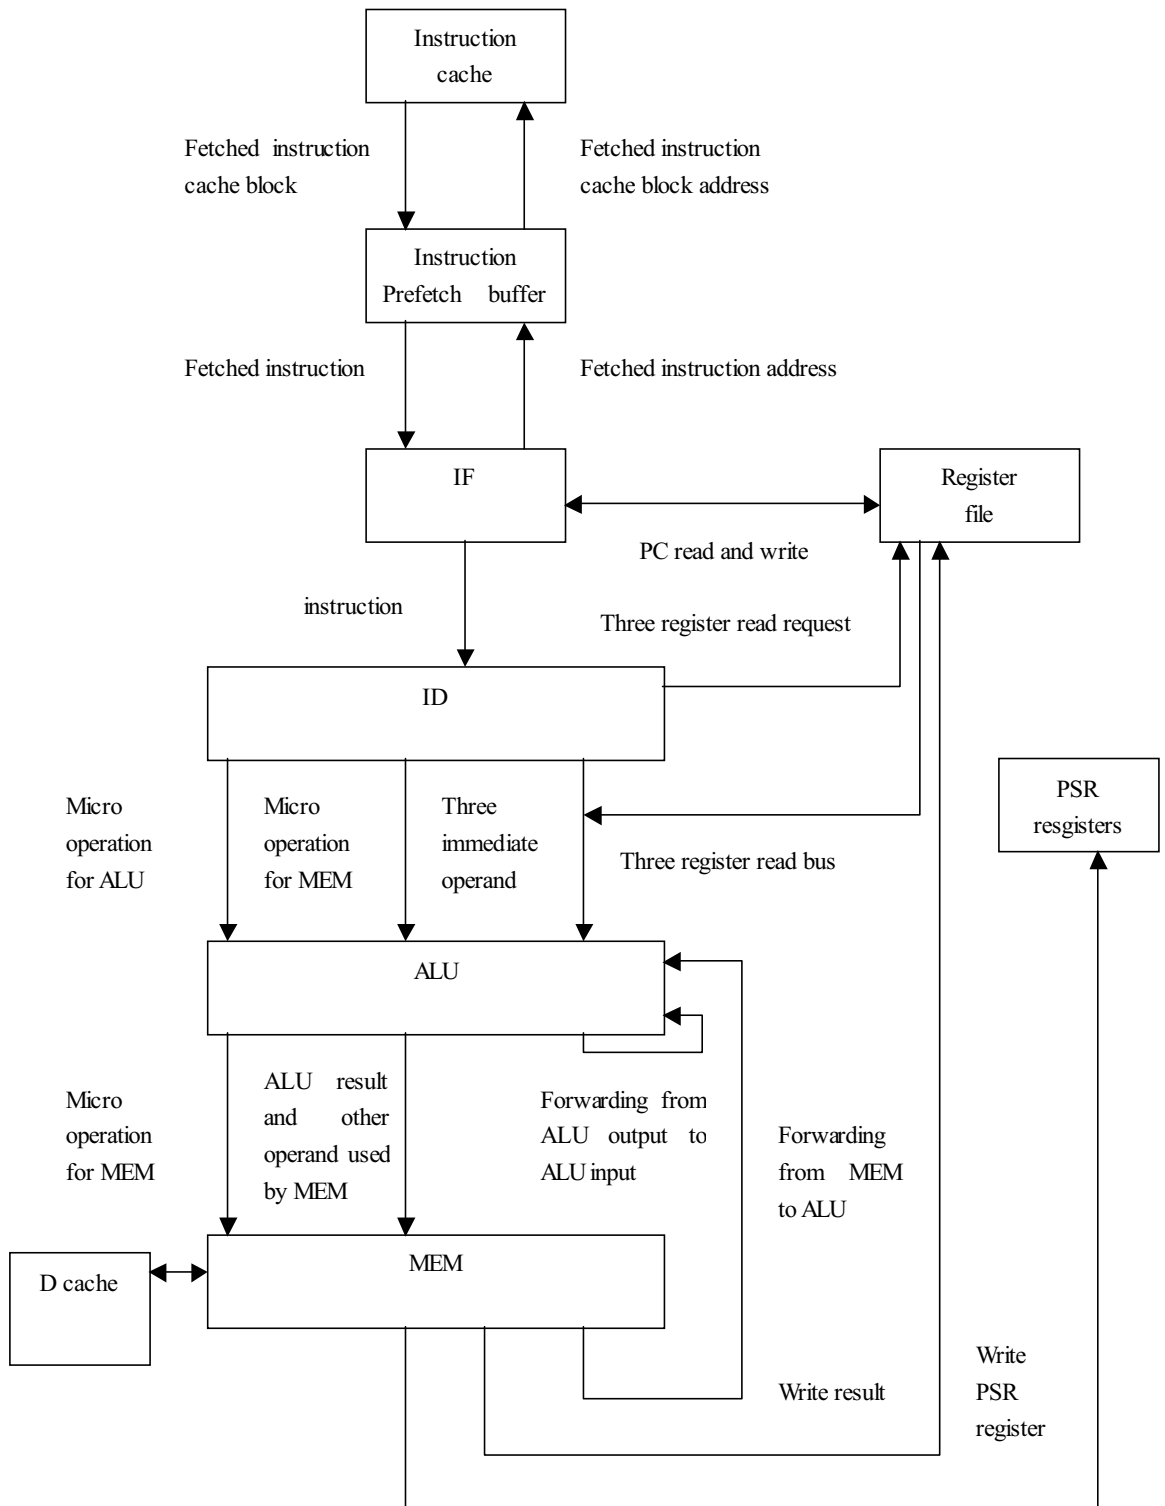 Instruction
cache
Fetched instruction
cache block
Fetched instruction
cache block address
Instruction
Prefetch buffer
Fetched instruction
Fetched instruction address
IF
Register
file
PC read and write
instruction
Three register read request
ID
PSR
resgisters
Micro
operation
for ALU
Micro
operation
for MEM
Three
immediate
operand
Three register read bus
ALU
Micro
operation
for MEM
ALU result
and other
operand used
by MEM
Forwarding from
ALU output to
ALU input
Forwarding
from MEM
to ALU
MEM
D cache
Write result
Write
PSR
register